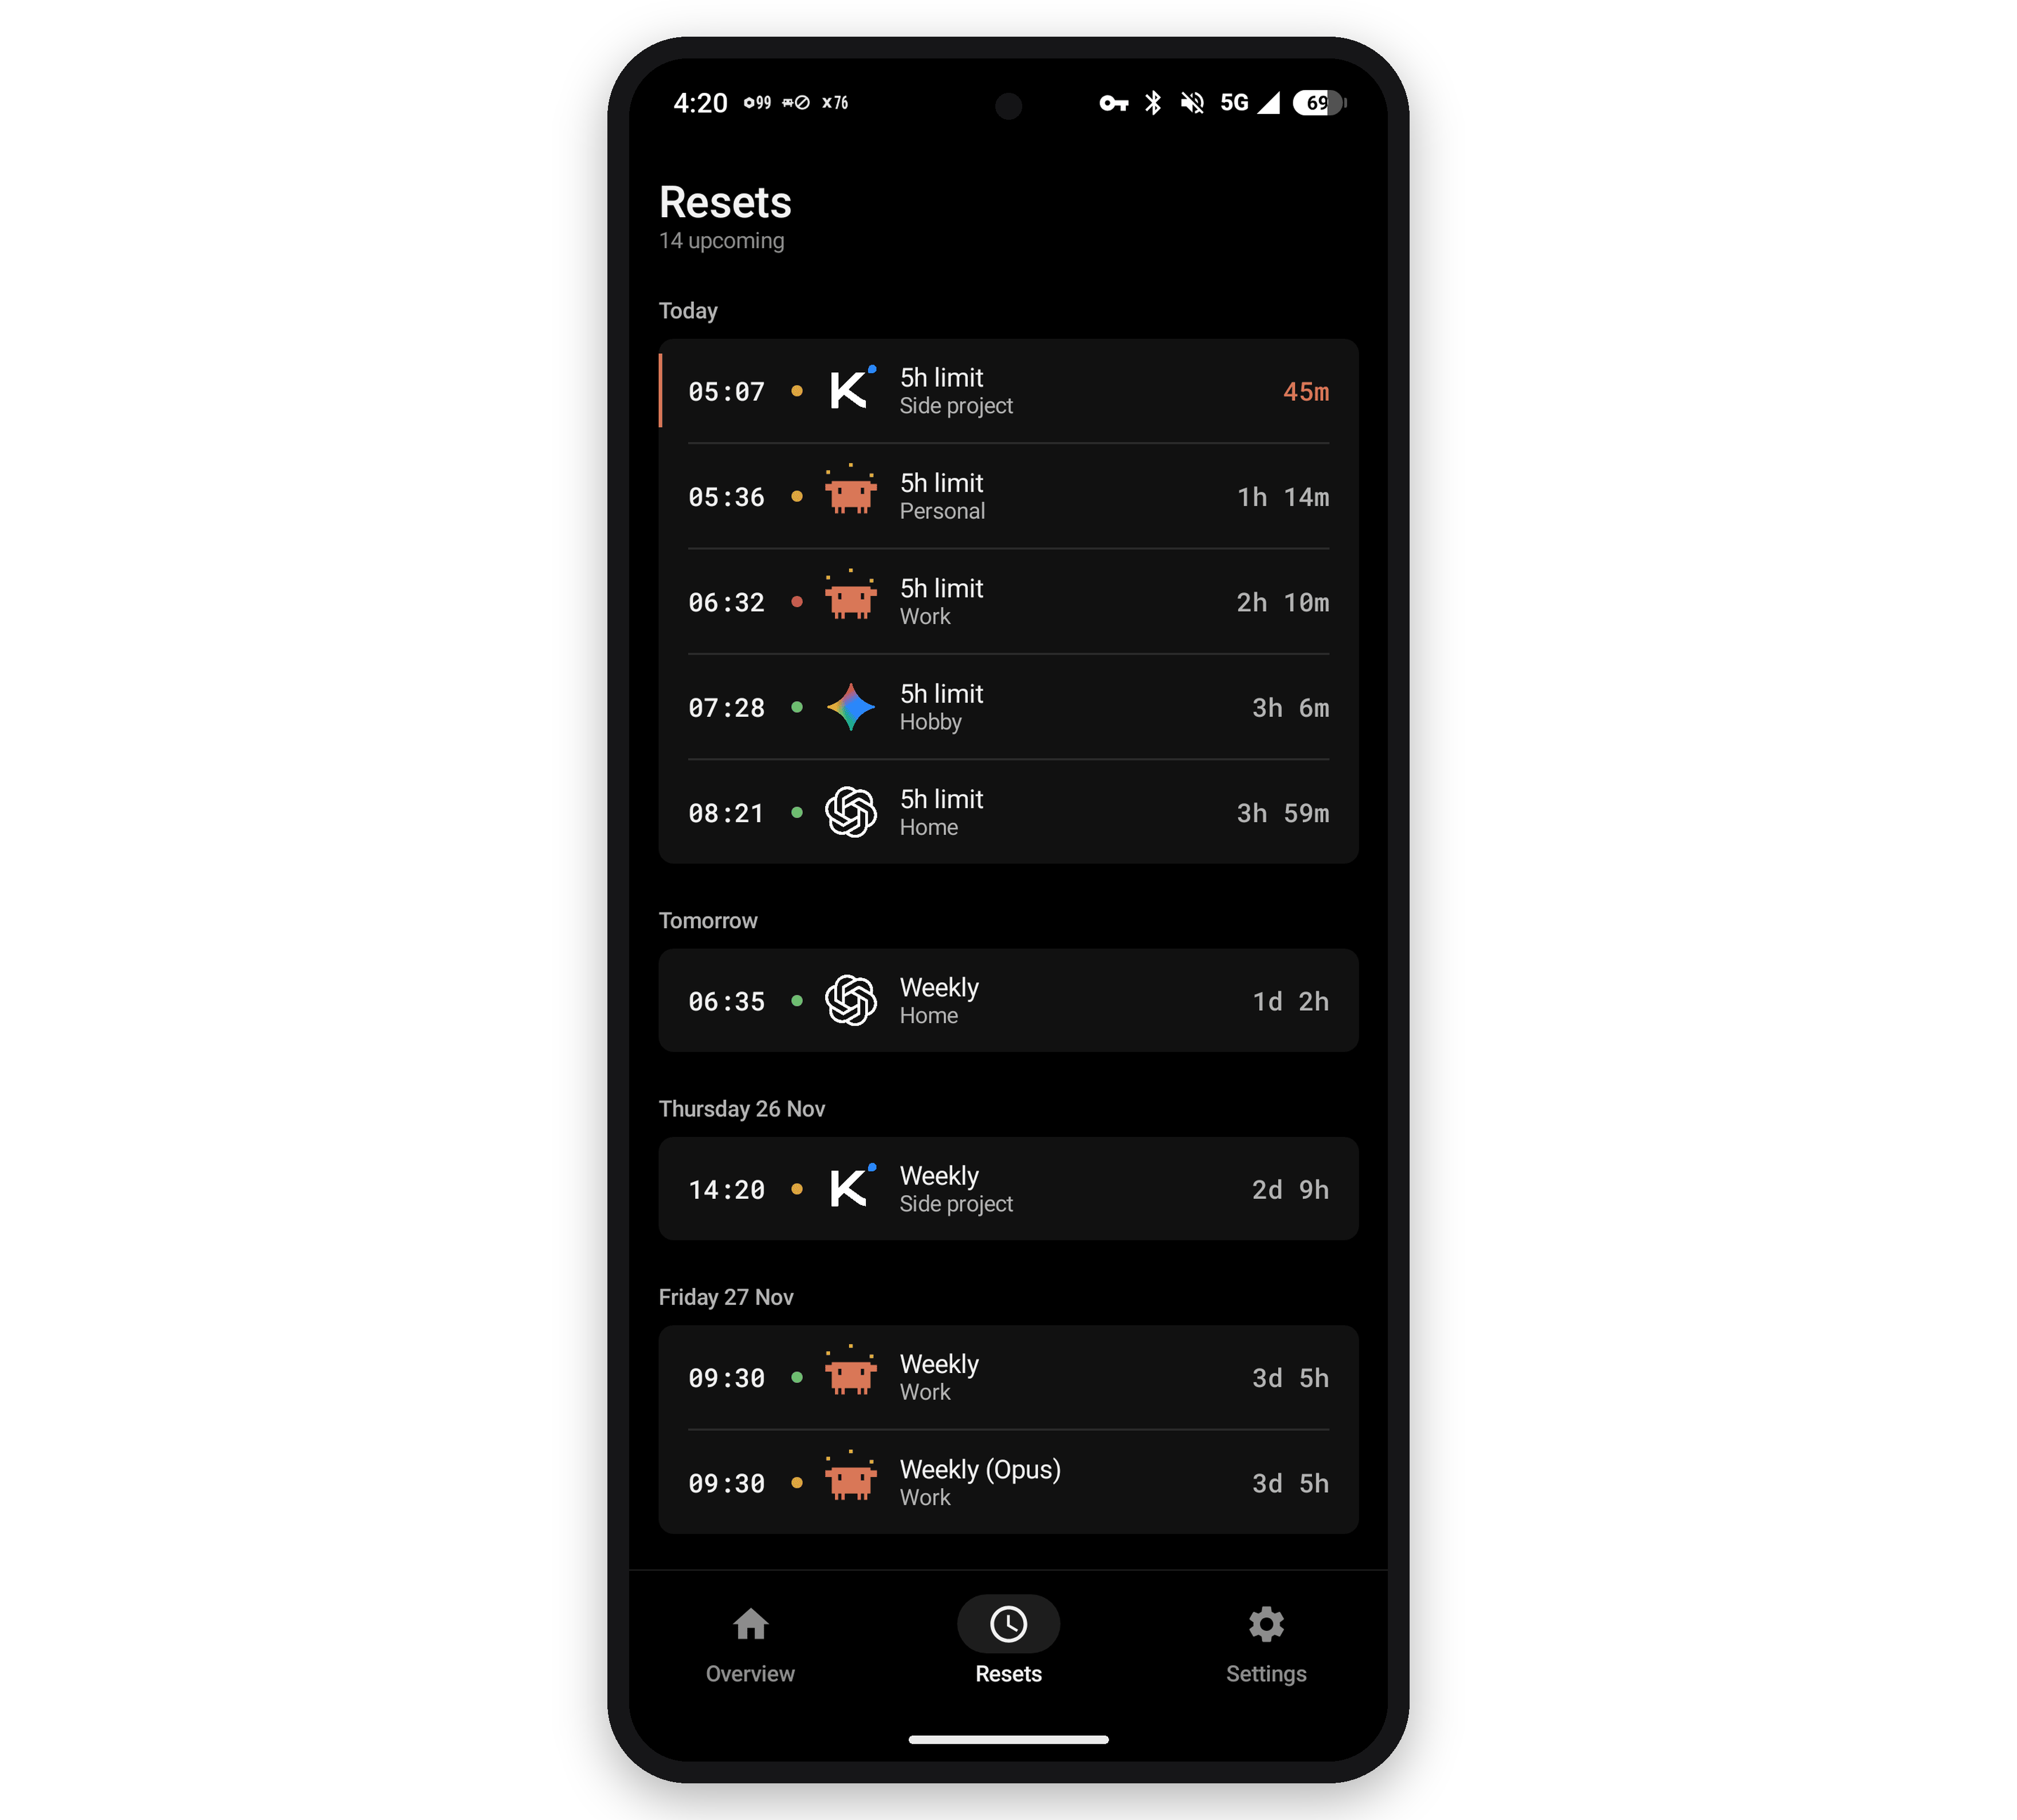 4:20 99 x76 5G 69
Resets
14 upcoming
Today
05:07 5h limit 45m
Side project
05:36 5h limit 1h 14m
Personal
06:32 5h limit 2h 10m
Work
07:28 5h limit 3h 6m
Hobby
08:21 5h limit 3h 59m
Home
Tomorrow
06:35 Weekly 1d 2h
Home
Thursday 26 Nov
14:20 Weekly 2d 9h
Side project
Friday 27 Nov
09:30 Weekly 3d 5h
Work
09:30 Weekly (Opus) 3d 5h
Work
Overview Resets Settings